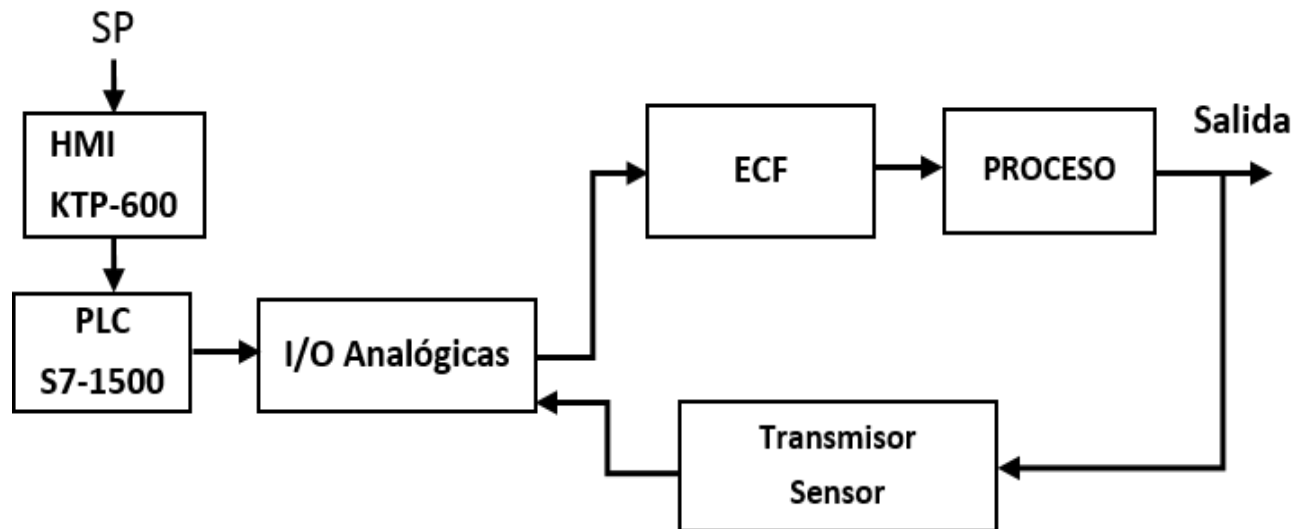 SP
HMI
KTP-600
PLC
S7-1500
I/O Analógicas
ECF
PROCESO
Salida
Transmisor
Sensor